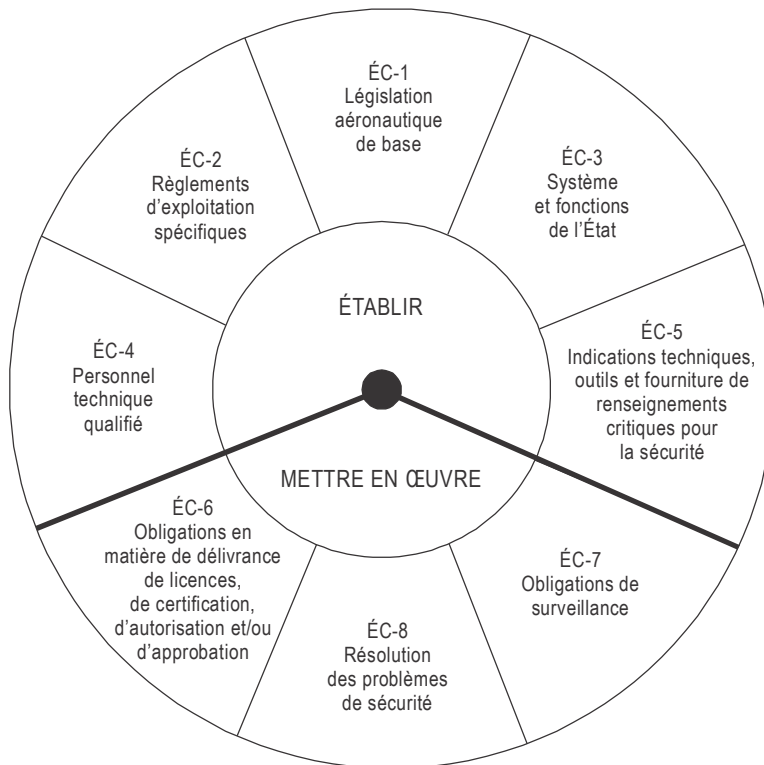 ÉC-1
Législation
aéronautique
de base
ÉC-2
Règlements
d’exploitation
spécifiques
ÉC-3
Système
et fonctions
de l’État
ÉTABLIR
ÉC-4
Personnel
technique
qualifié
ÉC-5
Indications techniques,
outils et fourniture de
renseignements
critiques pour
la sécurité
METTRE EN ŒUVRE
ÉC-6
Obligations en
matière de délivrance
de licences,
de certification,
d’autorisation et/ou
d’approbation
ÉC-7
Obligations de
surveillance
ÉC-8
Résolution
des problèmes
de sécurité